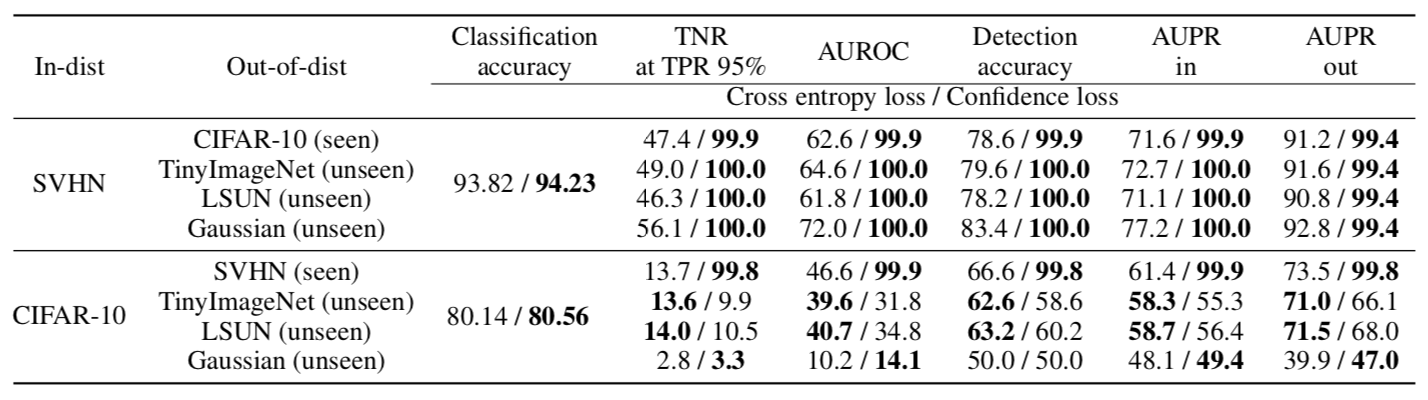 In-dist Out-of-dist Classification accuracy TNR at TPR 95% AUROC Detection accuracy AUPR in AUPR out
Cross entropy loss / Confidence loss
SVHN CIFAR-10 (seen) 93.82 / 94.23 47.4 / 99.9 62.6 / 99.9 78.6 / 99.9 71.6 / 99.9 91.2 / 99.4
TinyImageNet (unseen) 49.0 / 100.0 64.6 / 100.0 79.6 / 100.0 72.7 / 100.0 91.6 / 99.4
LSUN (unseen) 46.3 / 100.0 61.8 / 100.0 78.2 / 100.0 71.1 / 100.0 90.8 / 99.4
Gaussian (unseen) 56.1 / 100.0 72.0 / 100.0 83.4 / 100.0 77.2 / 100.0 92.8 / 99.4
CIFAR-10 SVHN (seen) 80.14 / 80.56 13.7 / 99.8 46.6 / 99.9 66.6 / 99.8 61.4 / 99.9 73.5 / 99.8
TinyImageNet (unseen) 13.6 / 9.9 39.6 / 31.8 62.6 / 58.6 58.3 / 55.3 71.0 / 66.1
LSUN (unseen) 14.0 / 10.5 40.7 / 34.8 63.2 / 60.2 58.7 / 56.4 71.5 / 68.0
Gaussian (unseen) 2.8 / 3.3 10.2 / 14.1 50.0 / 50.0 48.1 / 49.4 39.9 / 47.0